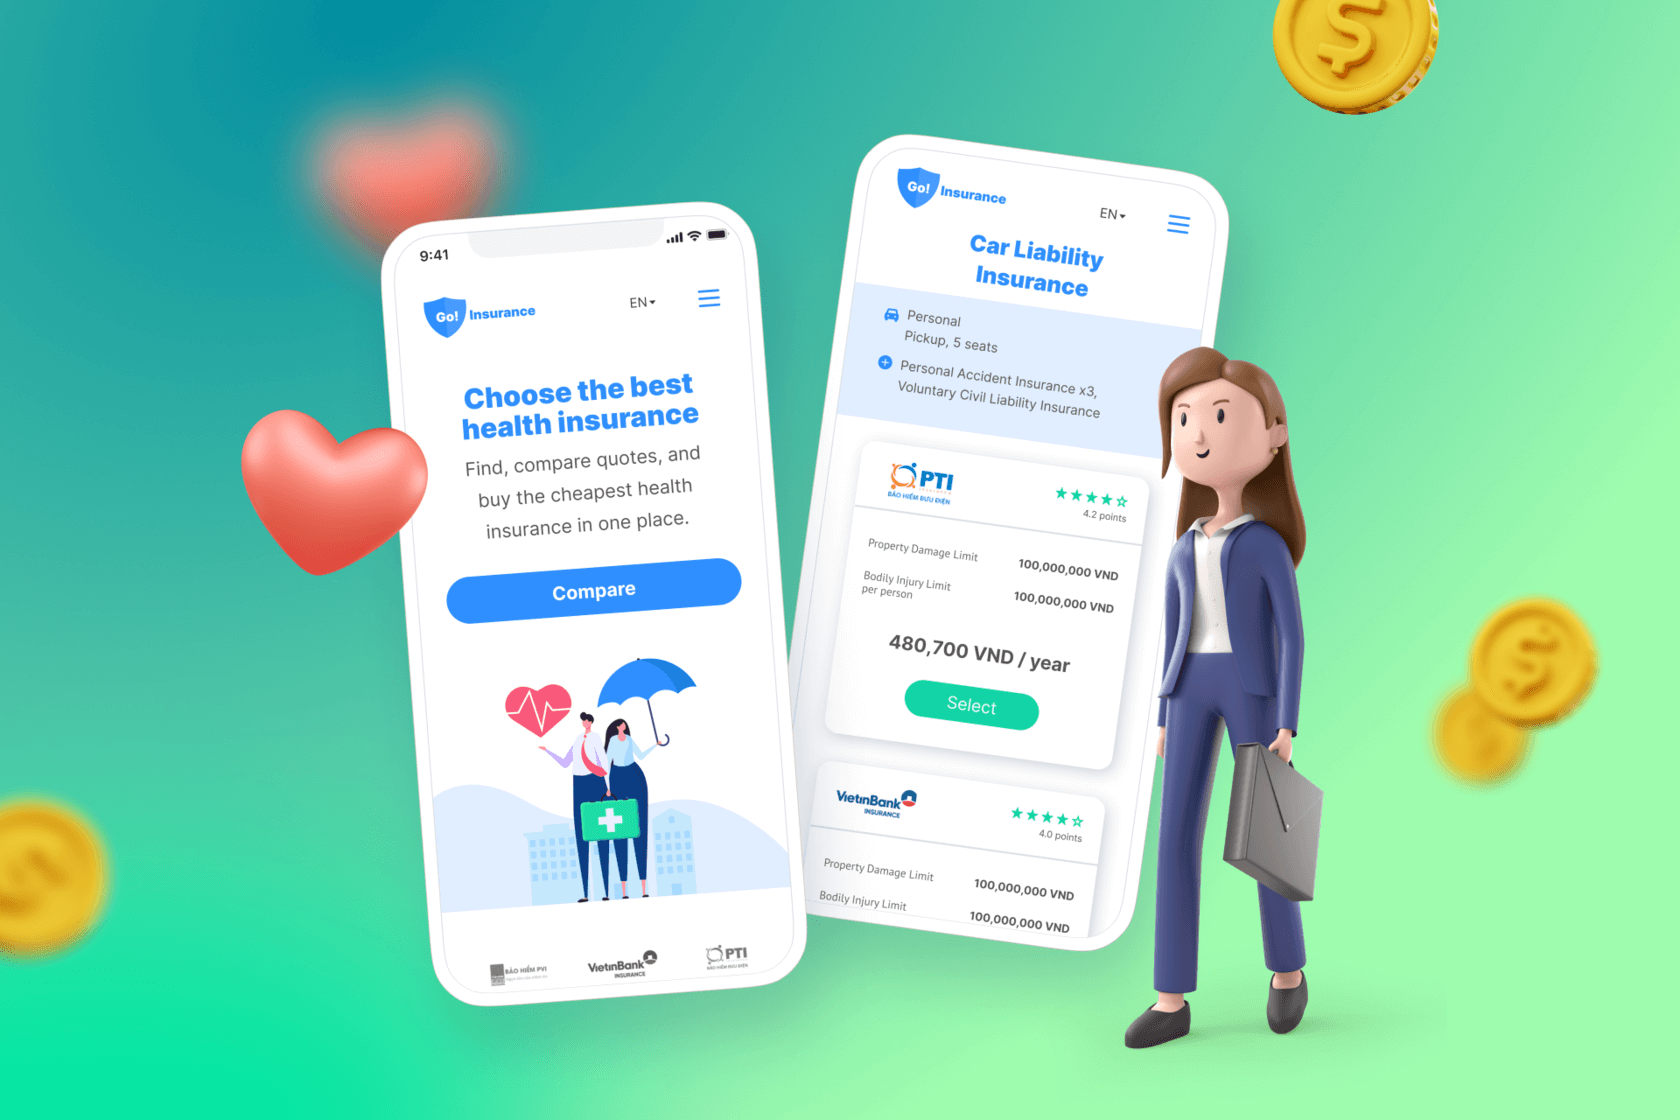 9:41
Go! Insurance
EN
Choose the best
health insurance
Find, compare quotes, and
buy the cheapest health
insurance in one place.
Compare
BẢO HIỂM PVI
VietinBank
INSURANCE
PTI
BẢO HIỂM BƯU ĐIỆN
Go! Insurance
EN
Car Liability
Insurance
Personal
Pickup, 5 seats
Personal Accident Insurance x3,
Voluntary Civil Liability Insurance
PTI
BẢO HIỂM BƯU ĐIỆN
4.2 points
Property Damage Limit 100,000,000 VND
Bodily Injury Limit
per person 100,000,000 VND
480,700 VND / year
Select
VietinBank
INSURANCE
4.0 points
Property Damage Limit 100,000,000 VND
Bodily Injury Limit 100,000,000 VND